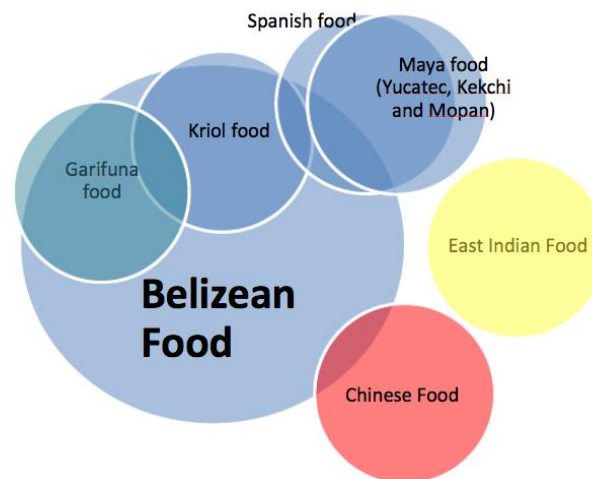 Spanish food
Maya food
(Yucatec, Kekchi
and Mopan)
Kriol food
Garifuna
food
East Indian Food
Belizean
Food
Chinese Food